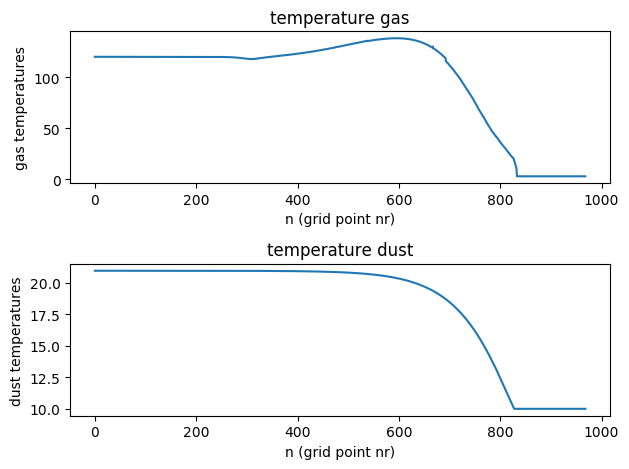 temperature gas
gas temperatures
100
50
0
0 200 400 600 800 1000
n (grid point nr)
temperature dust
dust temperatures
20.0
17.5
15.0
12.5
10.0
0 200 400 600 800 1000
n (grid point nr)